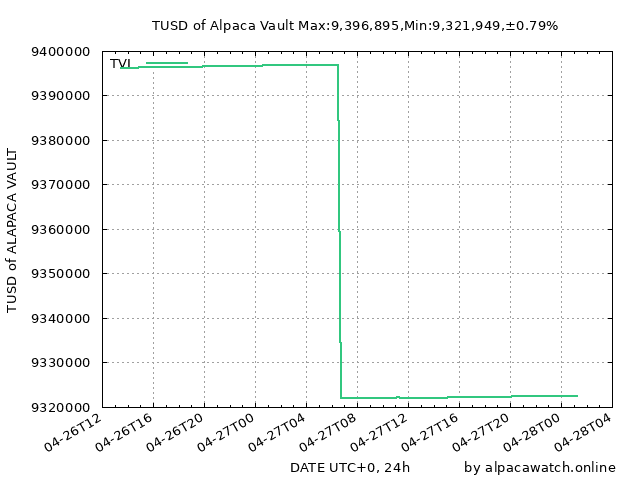 TUSD of Alpaca Vault Max:9,396,895,Min:9,321,949,±0.79%
TVL
9400000
9390000
9380000
9370000
9360000
9350000
9340000
9330000
9320000
TUSD of ALAPACA VAULT
04-26T12
04-26T16
04-26T20
04-27T00
04-27T04
04-27T08
04-27T12
04-27T16
04-27T20
04-28T00
04-28T04
DATE UTC+0, 24h
by alpacawatch.online